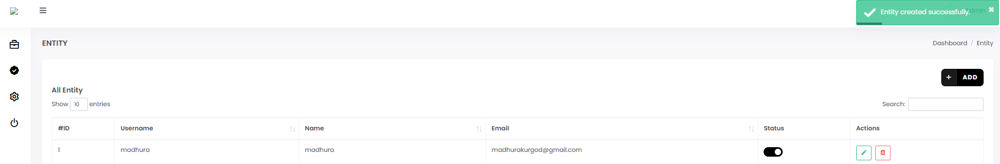 Entity created successfully.
Admin
ENTITY
Dashboard / Entity
+ ADD
All Entity
Show 10 entries
Search:
#ID Username Name Email Status Actions
1 madhura madhura madhurakurgod@gmail.com